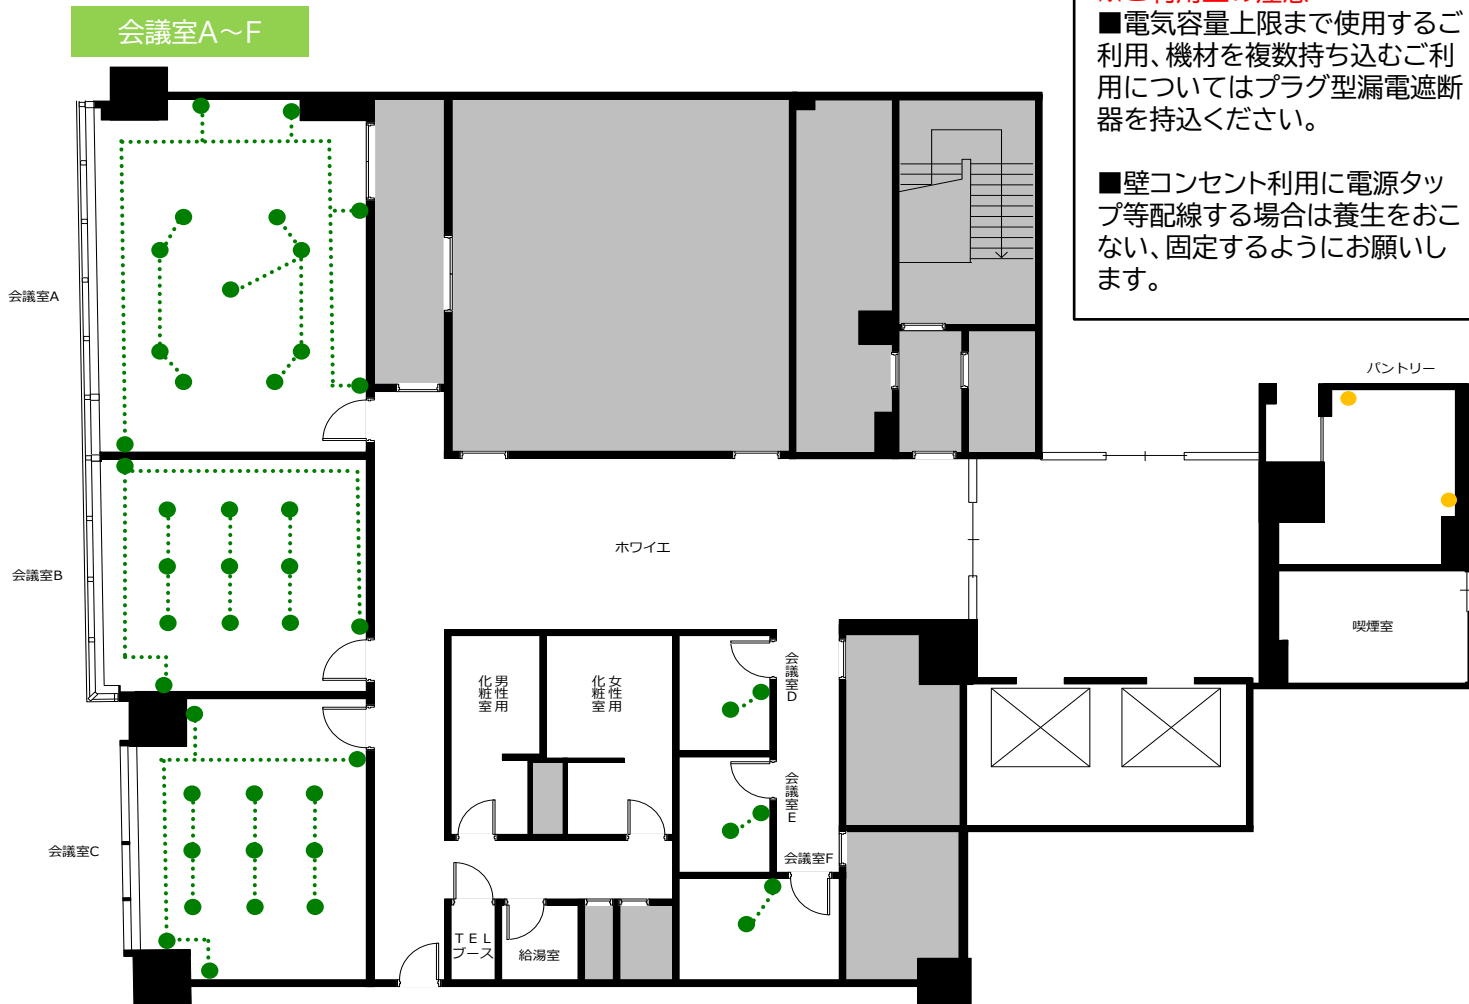 会議室A～F
■電気容量上限まで使用するご
利用、機材を複数持ち込むご利
用についてはプラグ型漏電遮断
器を持込ください。
■壁コンセント利用に電源タッ
プ等配線する場合は養生をおこ
ない、固定するようにお願いし
ます。
会議室A
パントリー
ホワイエ
会議室B
喫煙室
男性用
化粧室
女性用
化粧室
会議室D
会議室E
会議室C
会議室F
ＴＥＬ
ブース
給湯室